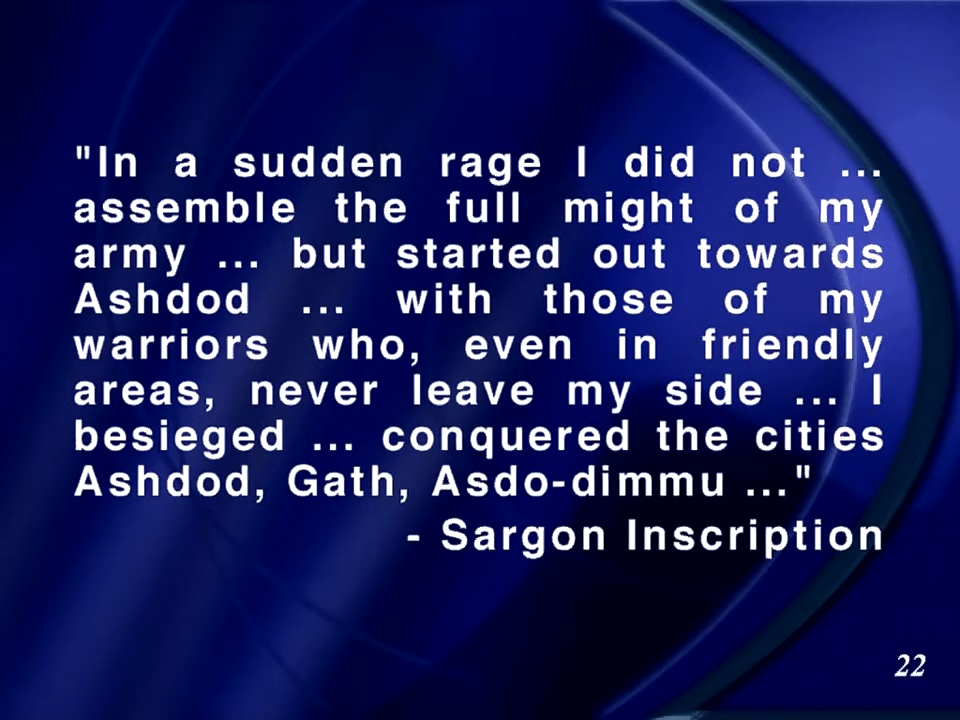 "In a sudden rage I did not ...
assemble the full might of my
army ... but started out towards
Ashdod ... with those of my
warriors who, even in friendly
areas, never leave my side ... I
besieged ... conquered the cities
Ashdod, Gath, Asdo-dimmu ..."
- Sargon Inscription
22